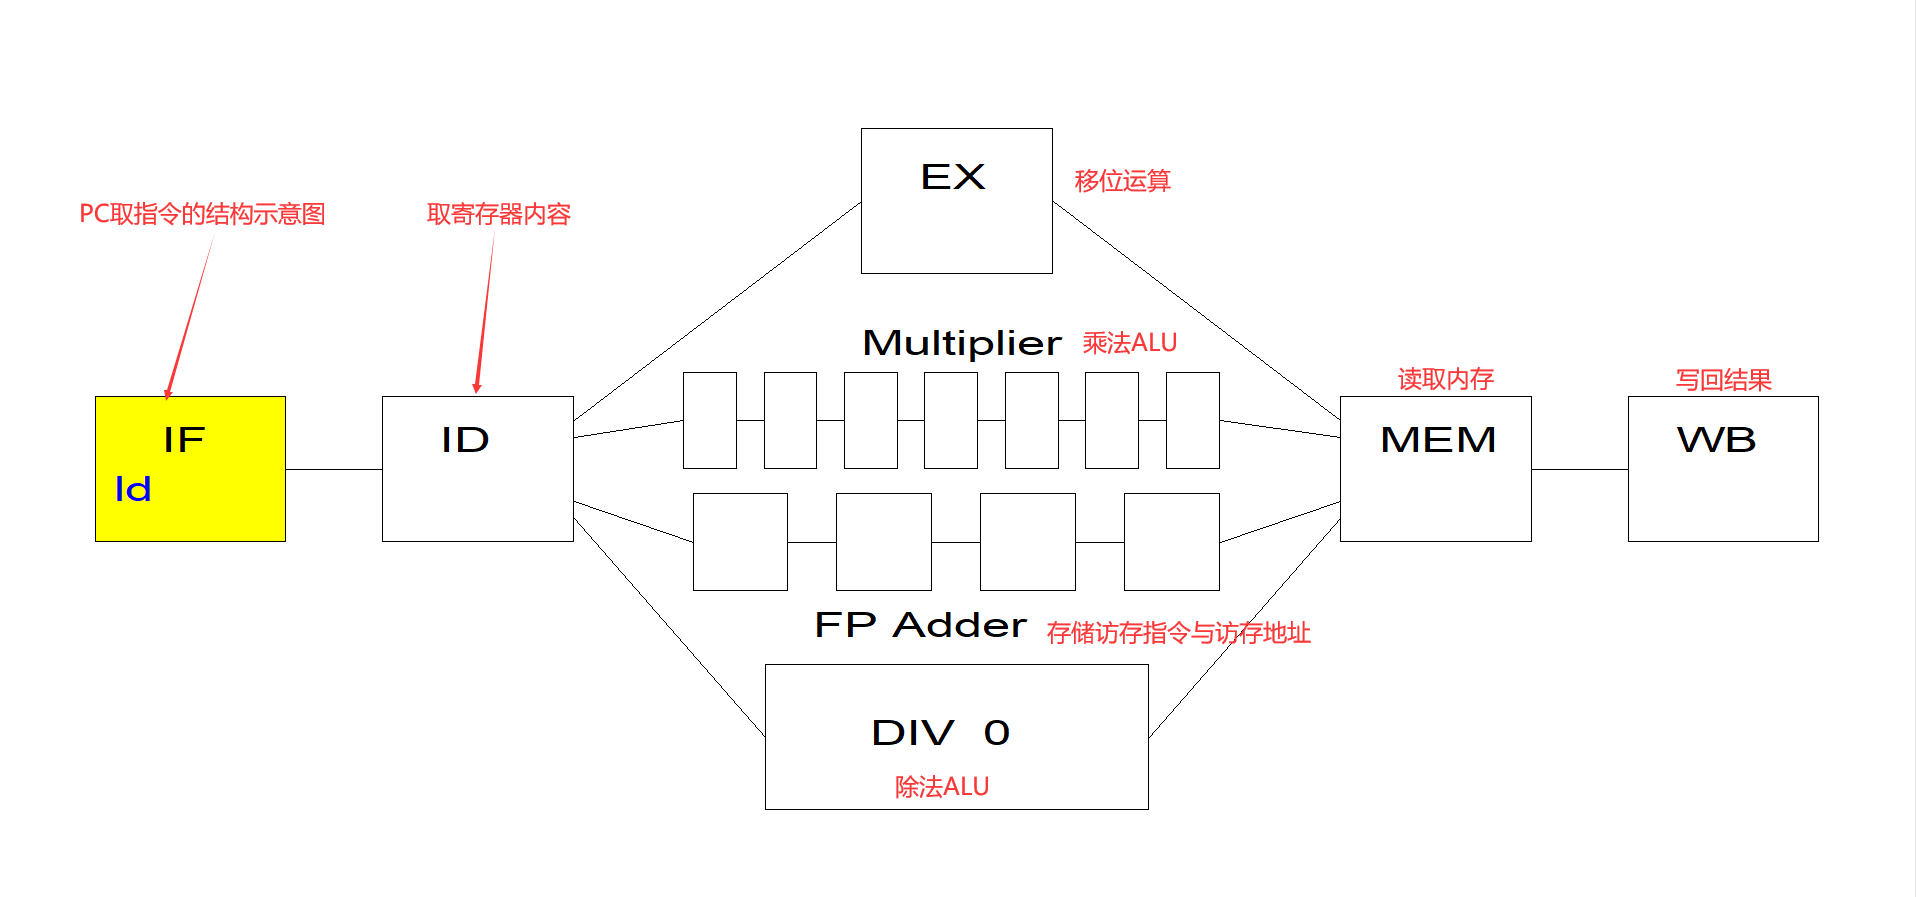 EX
移位运算
PC取指令的结构示意图
取寄存器内容
Multiplier
乘法ALU
读取内存
写回结果
IF
ld
ID
MEM
WB
FP Adder
存储访存指令与访存地址
DIV 0
除法ALU